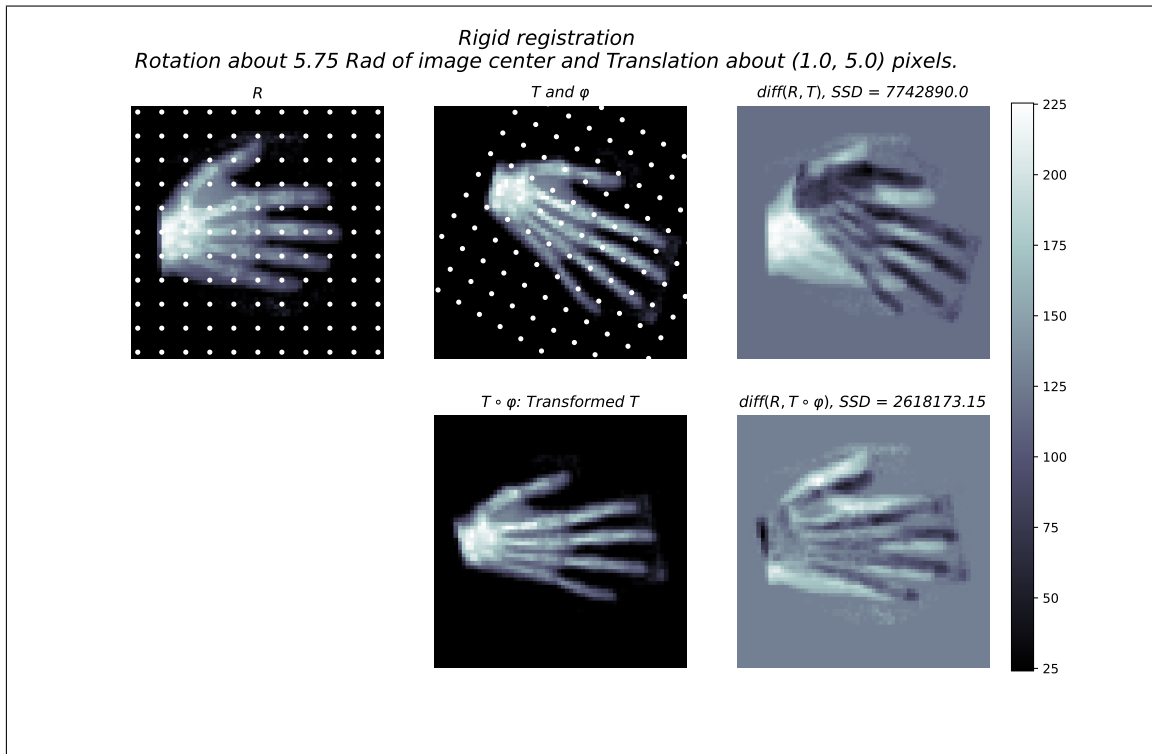 Rigid registration
Rotation about 5.75 Rad of image center and Translation about (1.0, 5.0) pixels.
R
T and φ
diff(R, T), SSD = 7742890.0
T ∘ φ: Transformed T
diff(R, T ∘ φ), SSD = 2618173.15
225
200
175
150
125
100
75
50
25